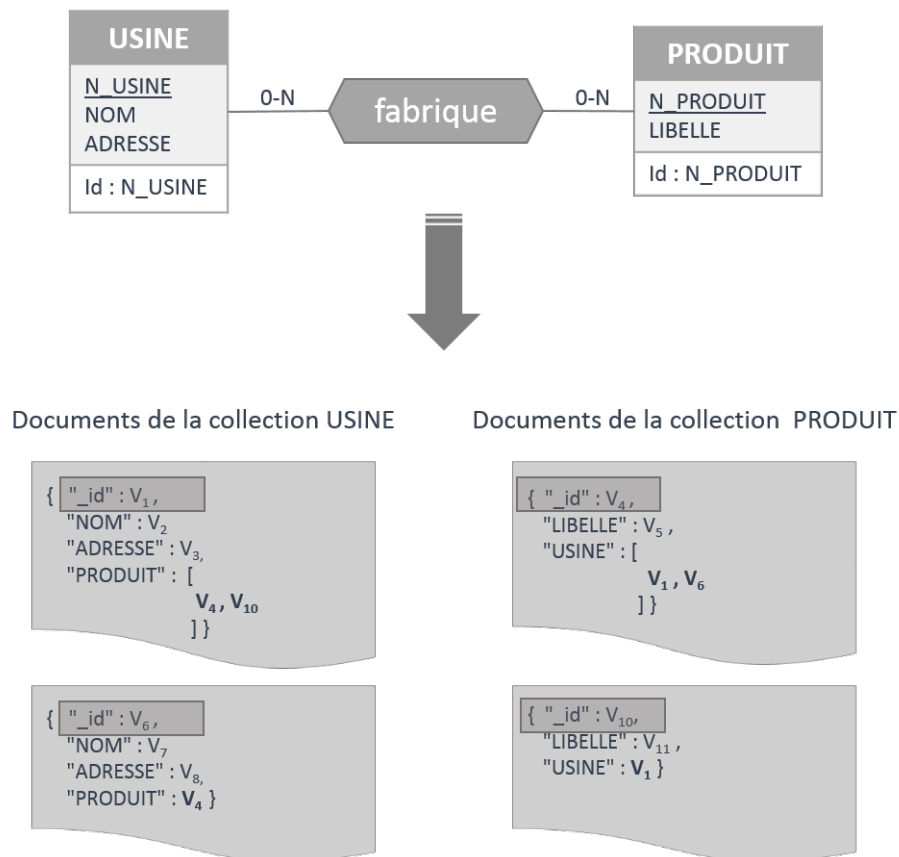 USINE
N_USINE
NOM
ADRESSE
Id : N_USINE
0-N
fabrique
0-N
PRODUIT
N_PRODUIT
LIBELLE
Id : N_PRODUIT
Documents de la collection USINE
{ "_id" : V₁ ,
"NOM" : V₂
"ADRESSE" : V₃,
"PRODUIT" : [
V₄ , V₁₀
] }
{ "_id" : V₆ ,
"NOM" : V₇
"ADRESSE" : V₈,
"PRODUIT" : V₄ }
Documents de la collection PRODUIT
{ "_id" : V₄ ,
"LIBELLE" : V₅ ,
"USINE" : [
V₁ , V₆
] }
{ "_id" : V₁₀,
"LIBELLE" : V₁₁ ,
"USINE" : V₁ }